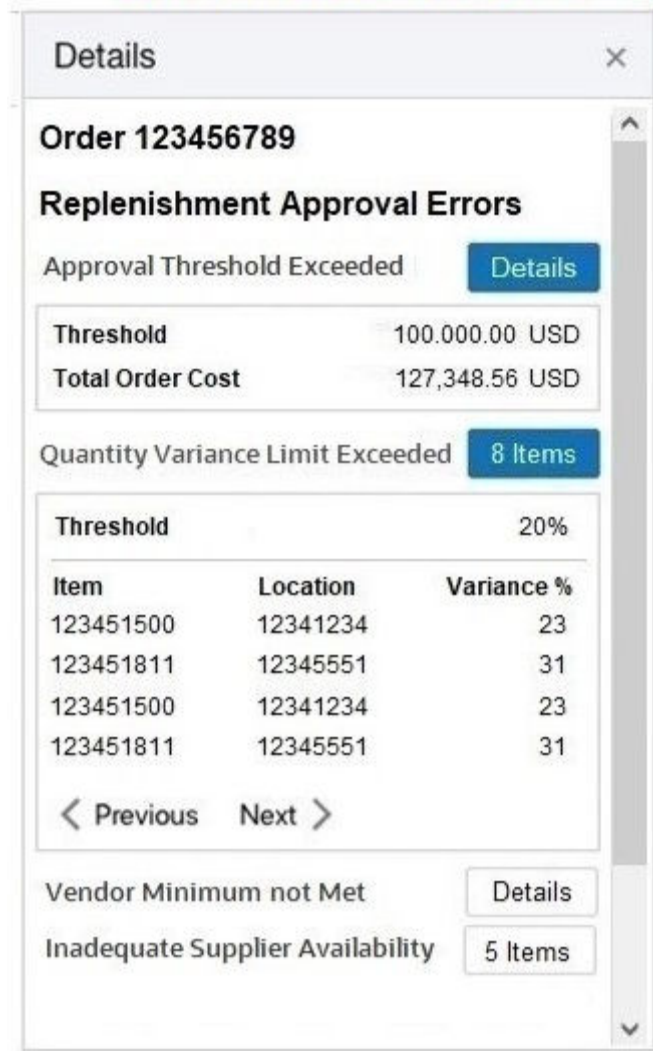 Details ×
Order 123456789
Replenishment Approval Errors
Approval Threshold Exceeded Details
Threshold 100.000.00 USD
Total Order Cost 127,348.56 USD
Quantity Variance Limit Exceeded 8 Items
Threshold 20%
Item Location Variance %
123451500 12341234 23
123451811 12345551 31
123451500 12341234 23
123451811 12345551 31
Previous Next
Vendor Minimum not Met Details
Inadequate Supplier Availability 5 Items